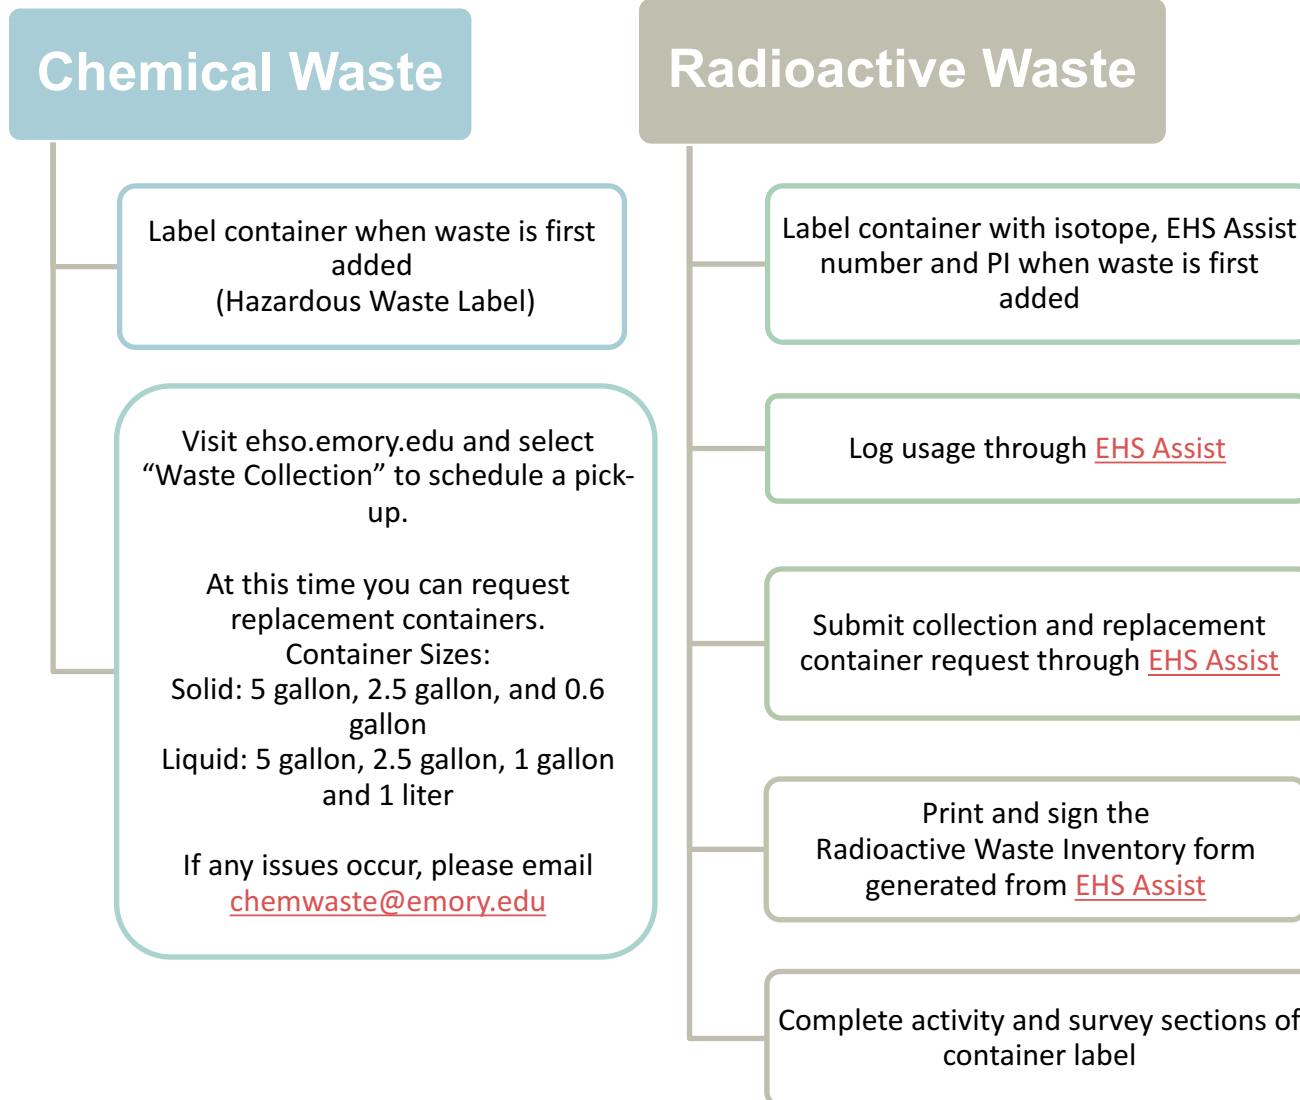 Chemical Waste
Label container when waste is first
added
(Hazardous Waste Label)
Visit ehso.emory.edu and select
“Waste Collection” to schedule a pick-
up.
At this time you can request
replacement containers.
Container Sizes:
Solid: 5 gallon, 2.5 gallon, and 0.6
gallon
Liquid: 5 gallon, 2.5 gallon, 1 gallon
and 1 liter
If any issues occur, please email
chemwaste@emory.edu
Radioactive Waste
Label container with isotope, EHS Assist
number and PI when waste is first
added
Log usage through EHS Assist
Submit collection and replacement
container request through EHS Assist
Print and sign the
Radioactive Waste Inventory form
generated from EHS Assist
Complete activity and survey sections of
container label